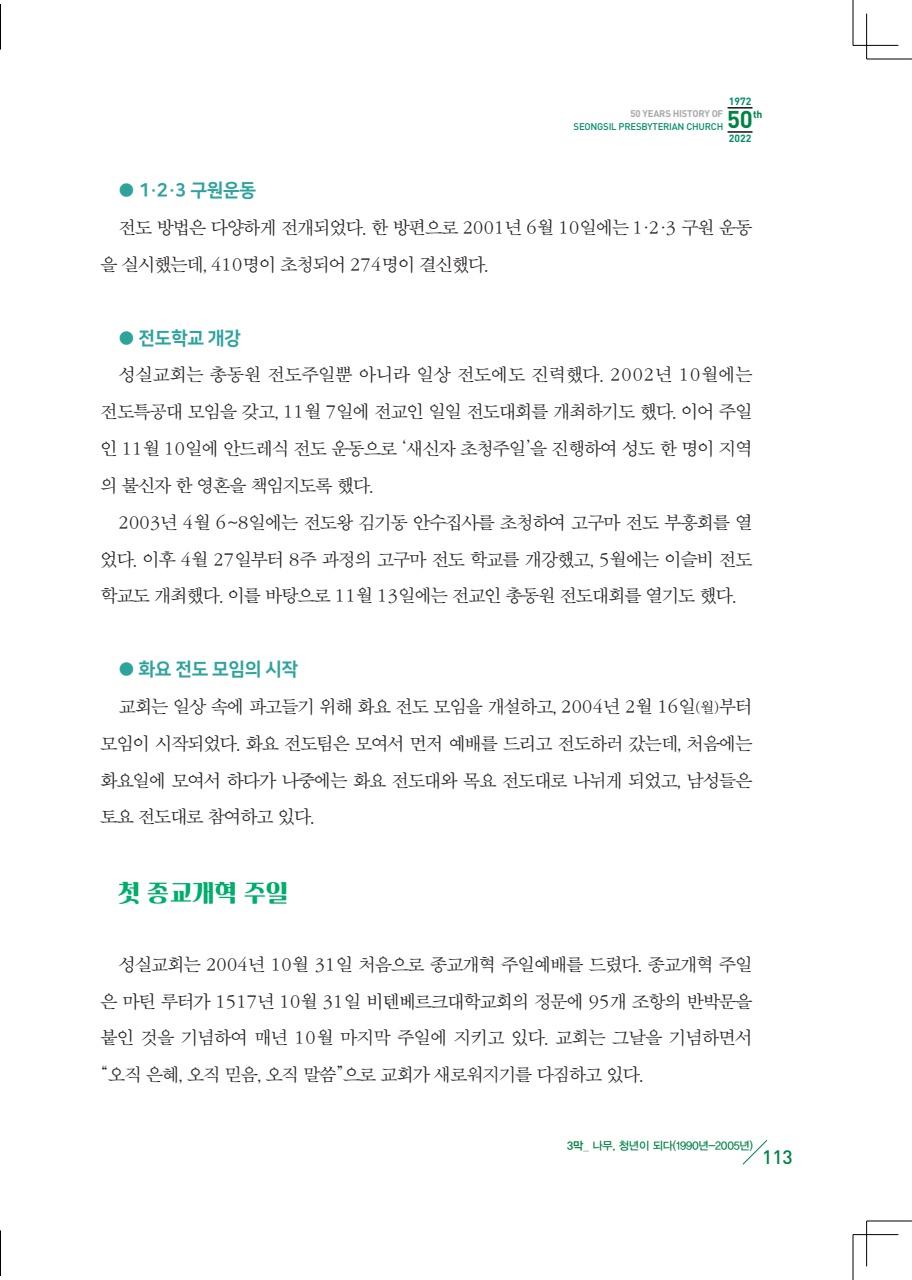 1972
50 YEARS HISTORY OF
SEONGSIL PRESBYTERIAN CHURCH 50th
2022
● 1·2·3 구원운동
전도 방법은 다양하게 전개되었다. 한 방편으로 2001년 6월 10일에는 1·2·3 구원 운동
을 실시했는데, 410명이 초청되어 274명이 결신했다.
● 전도학교 개강
성실교회는 총동원 전도주일뿐 아니라 일상 전도에도 진력했다. 2002년 10월에는
전도특공대 모임을 갖고, 11월 7일에 전교인 일일 전도대회를 개최하기도 했다. 이어 주일
인 11월 10일에 안드레식 전도 운동으로 ‘새신자 초청주일’을 진행하여 성도 한 명이 지역
의 불신자 한 영혼을 책임지도록 했다.
2003년 4월 6~8일에는 전도왕 김기동 안수집사를 초청하여 고구마 전도 부흥회를 열
었다. 이후 4월 27일부터 8주 과정의 고구마 전도 학교를 개강했고, 5월에는 이슬비 전도
학교도 개최했다. 이를 바탕으로 11월 13일에는 전교인 총동원 전도대회를 열기도 했다.
● 화요 전도 모임의 시작
교회는 일상 속에 파고들기 위해 화요 전도 모임을 개설하고, 2004년 2월 16일(월)부터
모임이 시작되었다. 화요 전도팀은 모여서 먼저 예배를 드리고 전도하러 갔는데, 처음에는
화요일에 모여서 하다가 나중에는 화요 전도대와 목요 전도대로 나뉘게 되었고, 남성들은
토요 전도대로 참여하고 있다.
첫 종교개혁 주일
성실교회는 2004년 10월 31일 처음으로 종교개혁 주일예배를 드렸다. 종교개혁 주일
은 마틴 루터가 1517년 10월 31일 비텐베르크대학교회의 정문에 95개 조항의 반박문을
붙인 것을 기념하여 매년 10월 마지막 주일에 지키고 있다. 교회는 그날을 기념하면서
“오직 은혜, 오직 믿음, 오직 말씀”으로 교회가 새로워지기를 다짐하고 있다.
3막_ 나무, 청년이 되다(1990년-2005년) 113